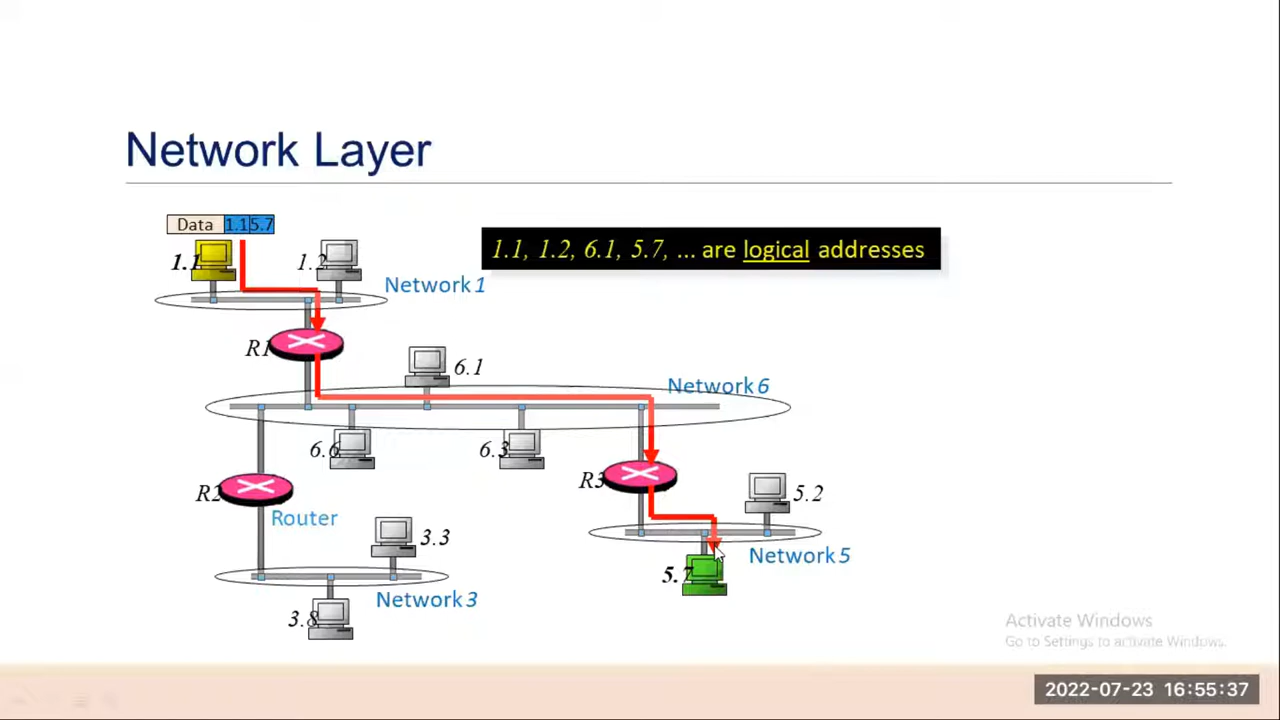 Network Layer
Data 1.1 5.7
1.1, 1.2, 6.1, 5.7, ... are logical addresses
1.1
1.2
Network 1
R1
6.1
Network 6
6.6
6.3
R3
5.2
R2
Router
3.3
Network 5
5.7
Network 3
3.8
Activate Windows
Go to Settings to activate Windows.
2022-07-23 16:55:37